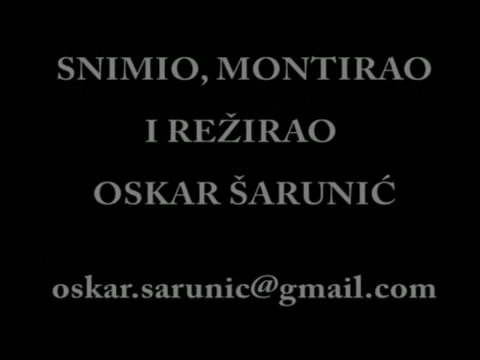 SNIMIO, MONTIRAO
I REŽIRAO
OSKAR ŠARUNIĆ
oskar.sarunic@gmail.com